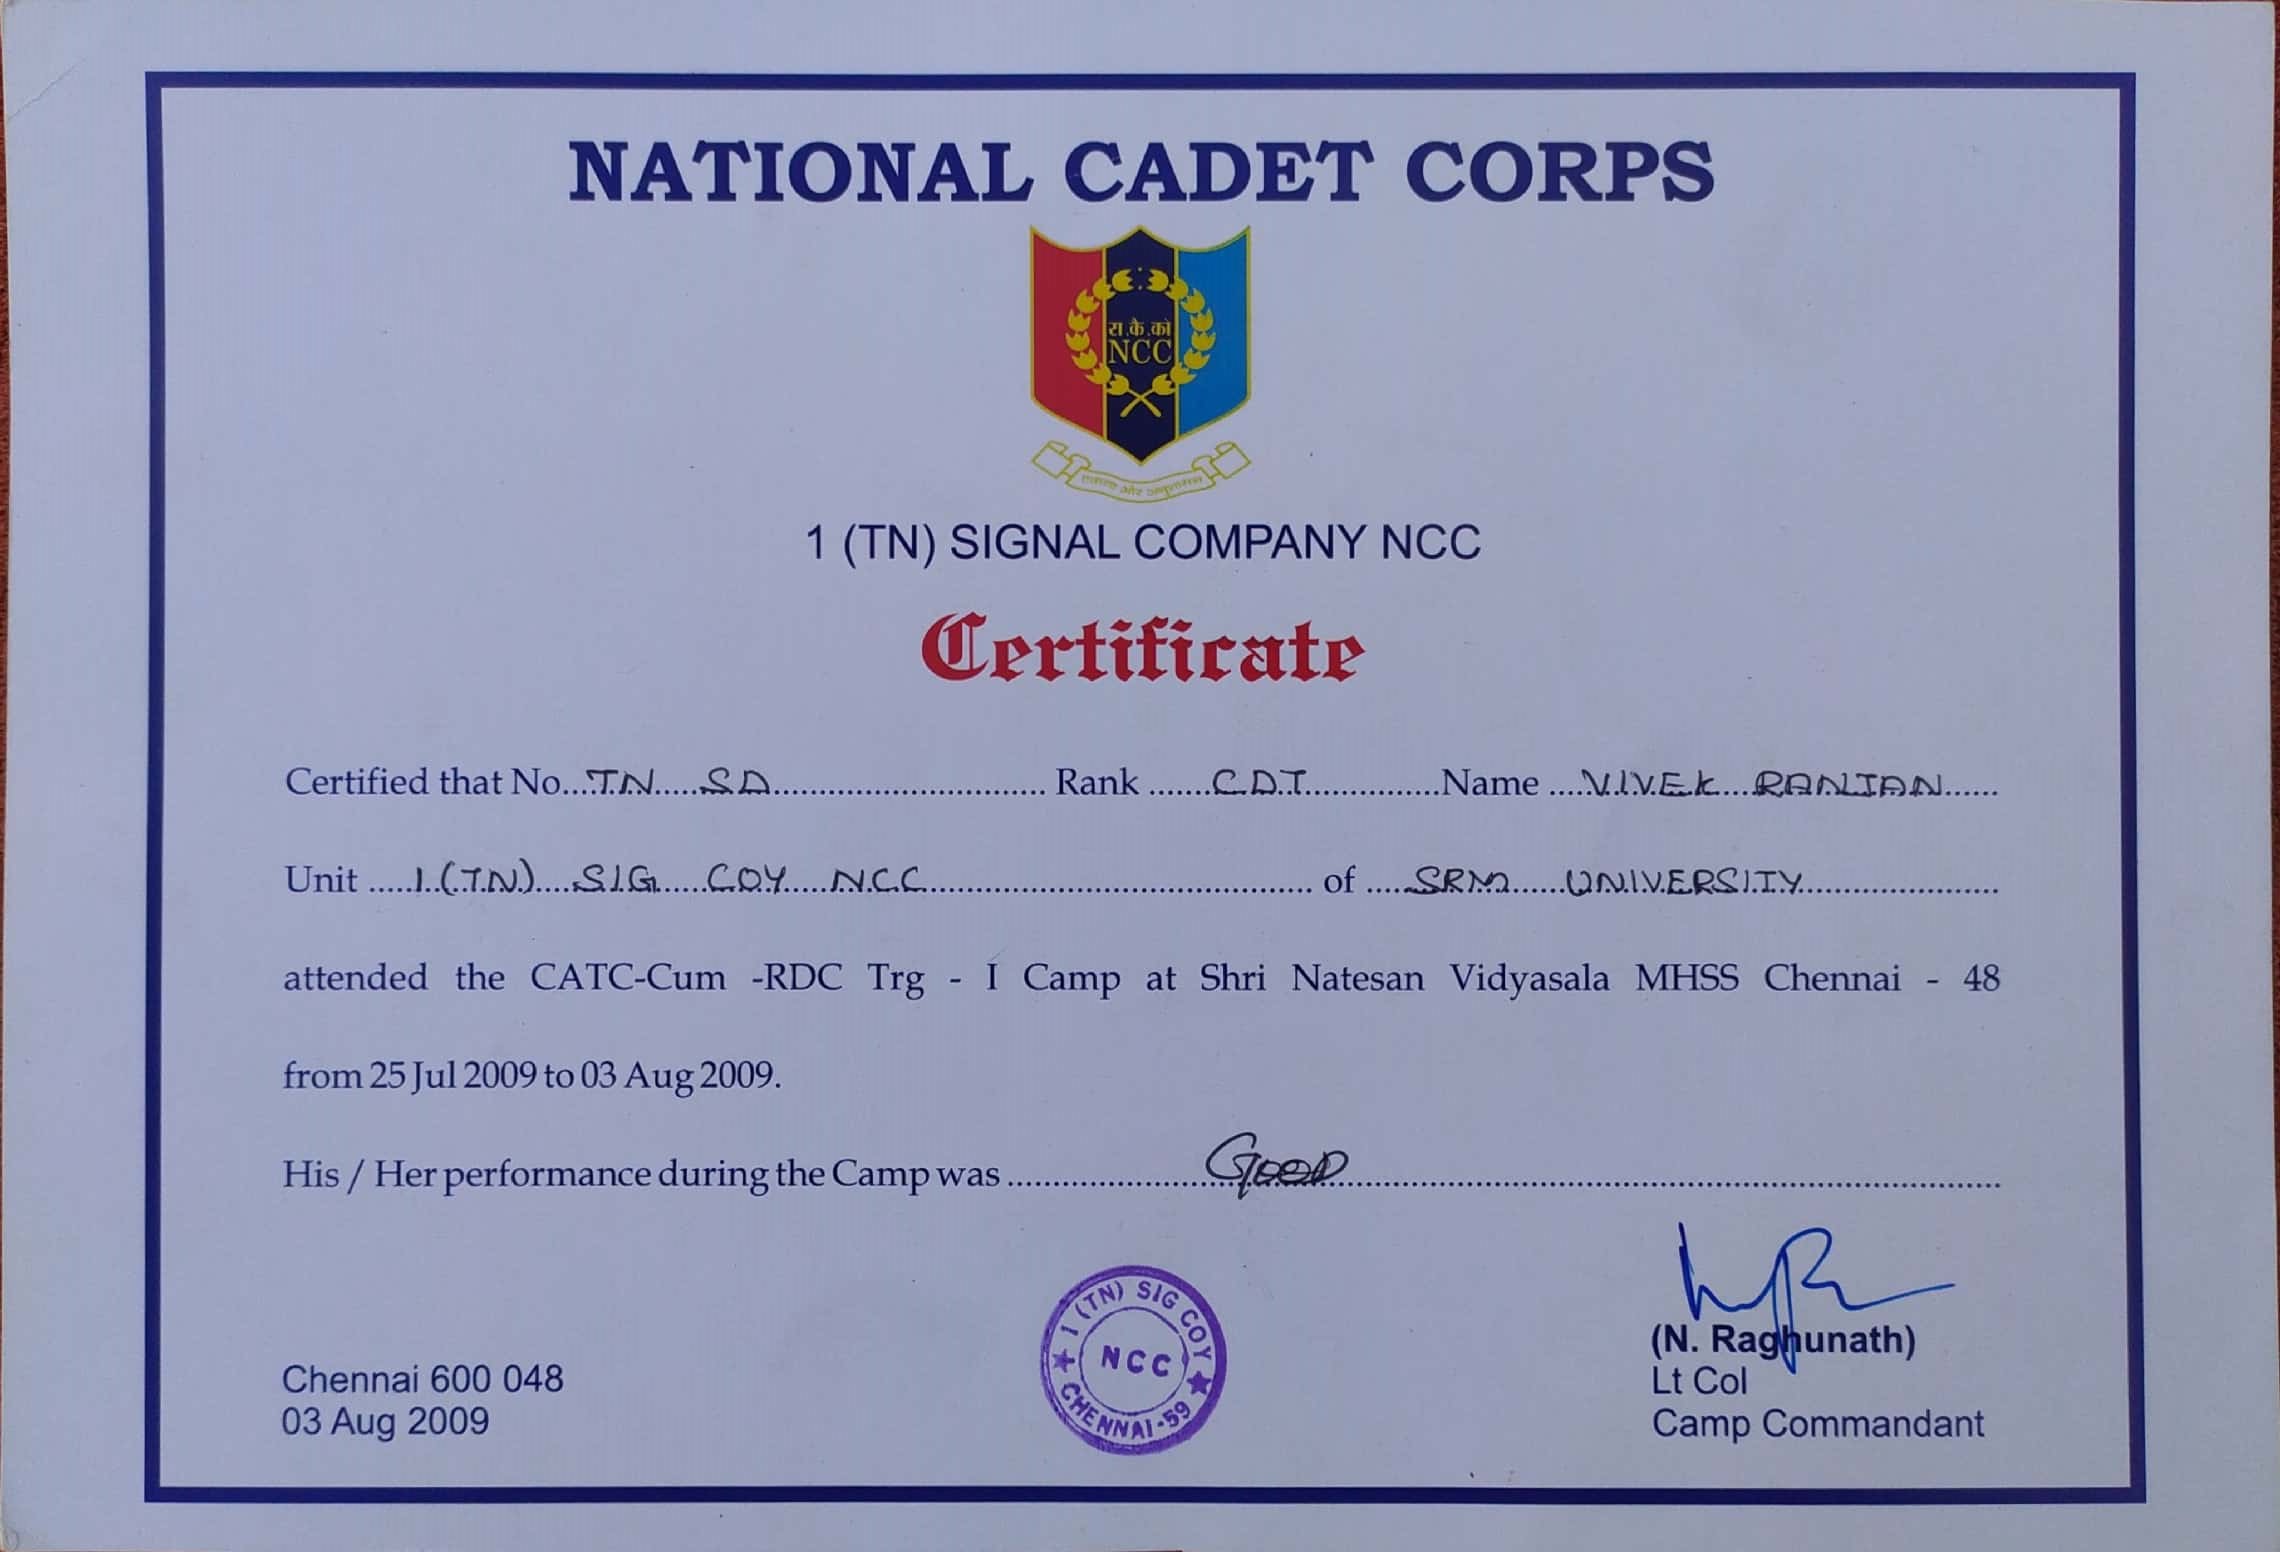 NATIONAL CADET CORPS
रा.कै.को
NCC
एकता और अनुशासन
1 (TN) SIGNAL COMPANY NCC
Certificate
Certified that No....TN.....SD.............................. Rank .......CDT...............Name ....VIVEK....RANJAN......
Unit .....1.(TN)....SIG.....COY.....NCC.......................................... of .....SRM......UNIVERSITY......................
attended the CATC-Cum -RDC Trg - I Camp at Shri Natesan Vidyasala MHSS Chennai - 48
from 25 Jul 2009 to 03 Aug 2009.
His / Her performance during the Camp was ......................GOOD......................................................................
1 (TN) SIG COY
NCC
CHENNAI-59
(N. Raghunath)
Lt Col
Camp Commandant
Chennai 600 048
03 Aug 2009